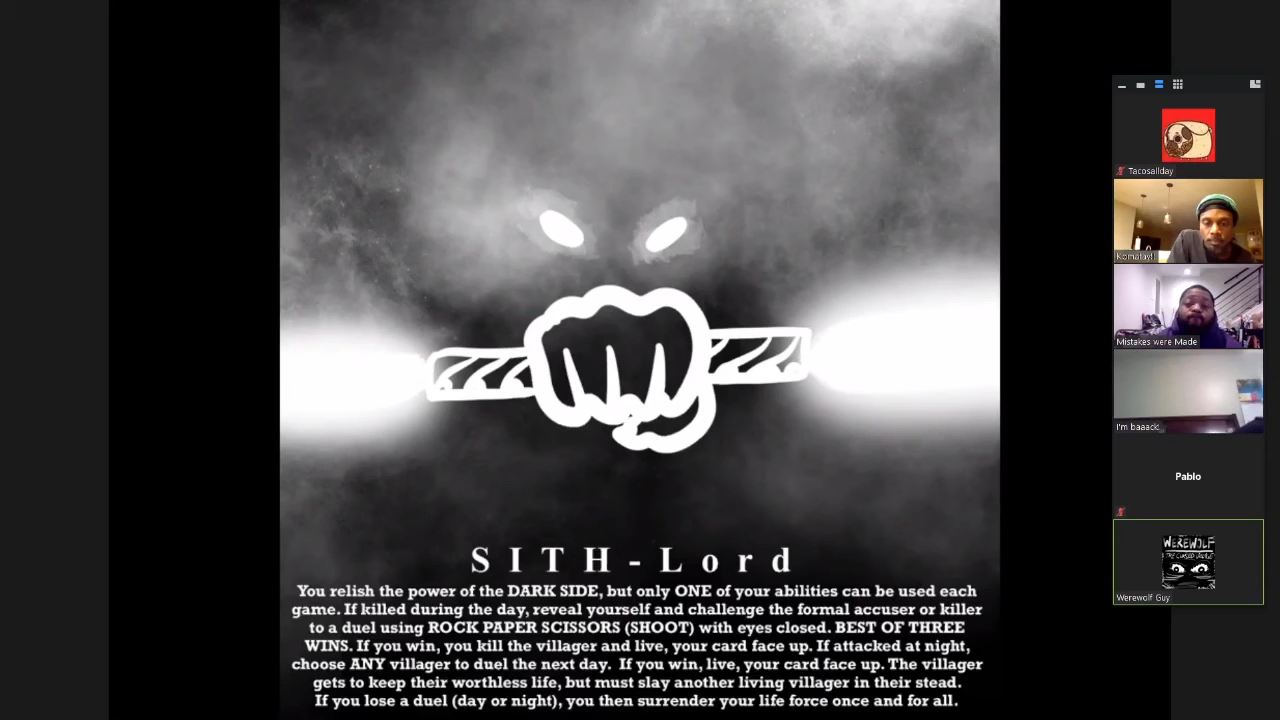 Tacosallday
Komalay!!
Mistakes were Made
I'm baaack
Pablo
WEREWOLF
Werewolf Guy
SITH-Lord
You relish the power of the DARK SIDE, but only ONE of your abilities can be used each
game. If killed during the day, reveal yourself and challenge the formal accuser or killer
to a duel using ROCK PAPER SCISSORS (SHOOT) with eyes closed. BEST OF THREE
WINS. If you win, you kill the villager and live, your card face up. If attacked at night,
choose ANY villager to duel the next day. If you win, live, your card face up. The villager
gets to keep their worthless life, but must slay another living villager in their stead.
If you lose a duel (day or night), you then surrender your life force once and for all.